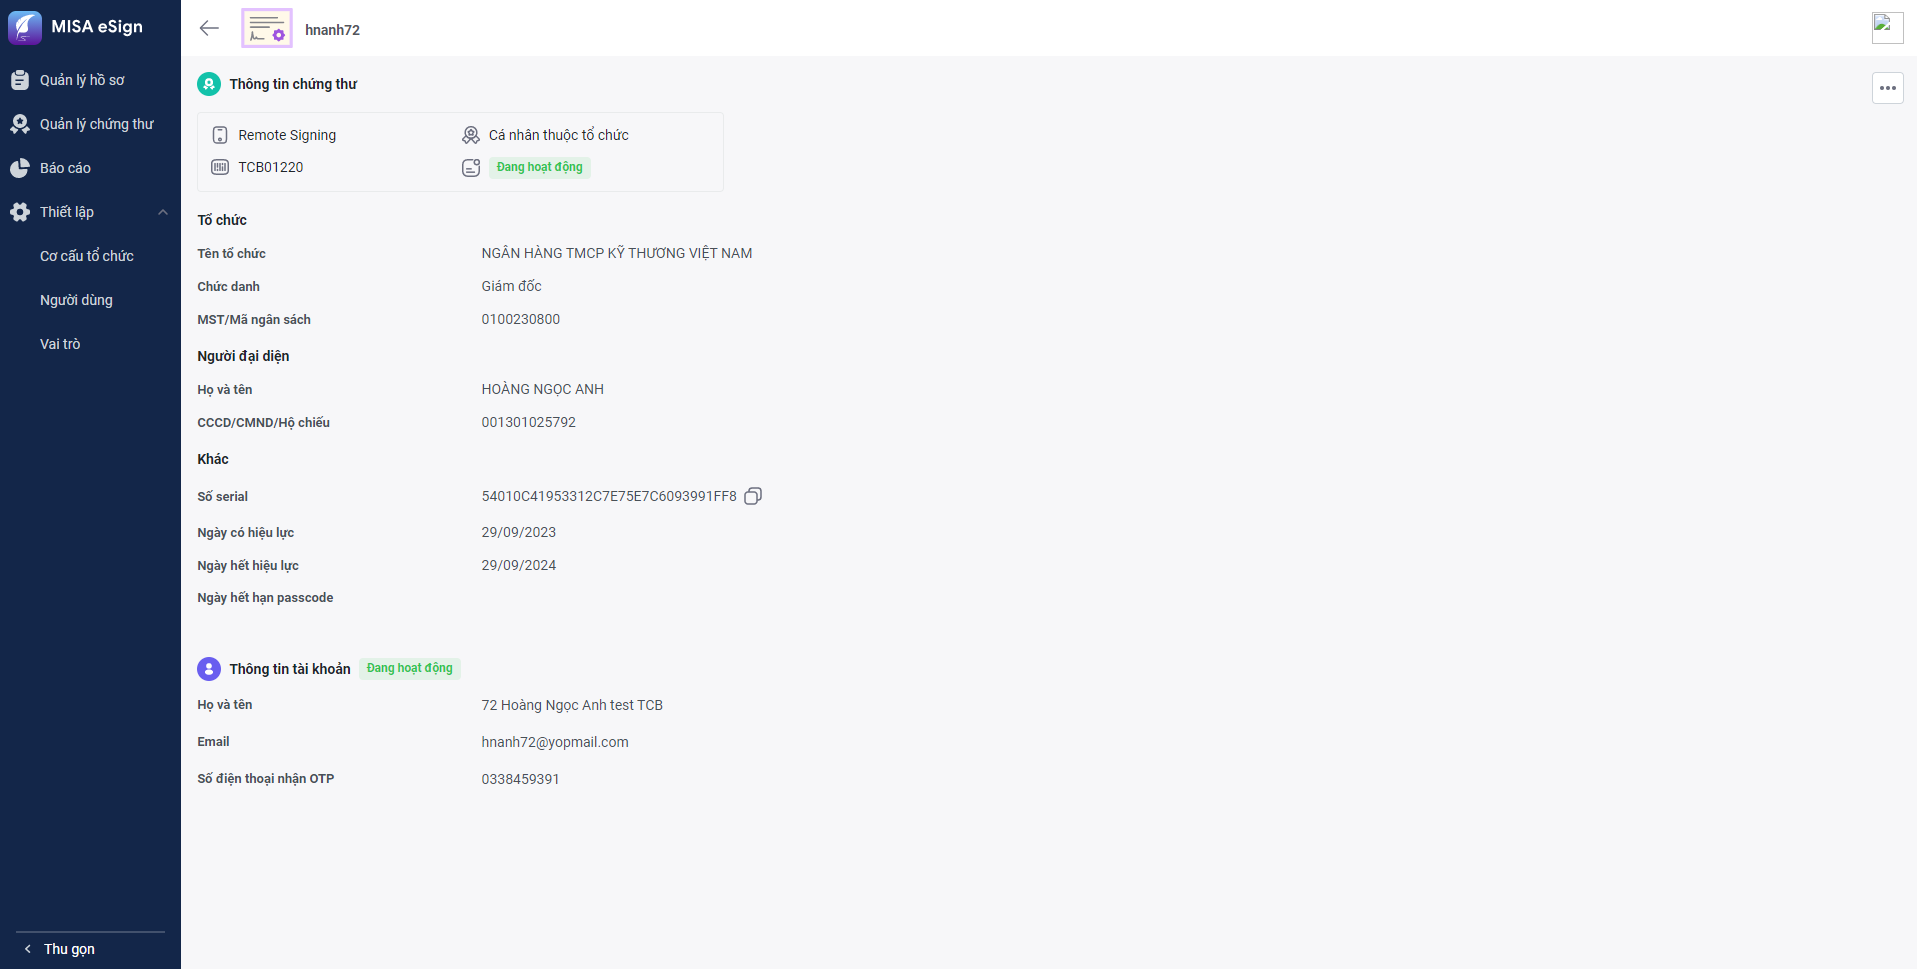 MISA eSign
Quản lý hồ sơ
Quản lý chứng thư
Báo cáo
Thiết lập
Cơ cấu tổ chức
Người dùng
Vai trò
Thu gọn
hnanh72
Thông tin chứng thư
Remote Signing
Cá nhân thuộc tổ chức
TCB01220
Đang hoạt động
Tổ chức
Tên tổ chức NGÂN HÀNG TMCP KỸ THƯƠNG VIỆT NAM
Chức danh Giám đốc
MST/Mã ngân sách 0100230800
Người đại diện
Họ và tên HOÀNG NGỌC ANH
CCCD/CMND/Hộ chiếu 001301025792
Khác
Số serial 54010C41953312C7E75E7C6093991FF8
Ngày có hiệu lực 29/09/2023
Ngày hết hiệu lực 29/09/2024
Ngày hết hạn passcode
Thông tin tài khoản Đang hoạt động
Họ và tên 72 Hoàng Ngọc Anh test TCB
Email hnanh72@yopmail.com
Số điện thoại nhận OTP 0338459391